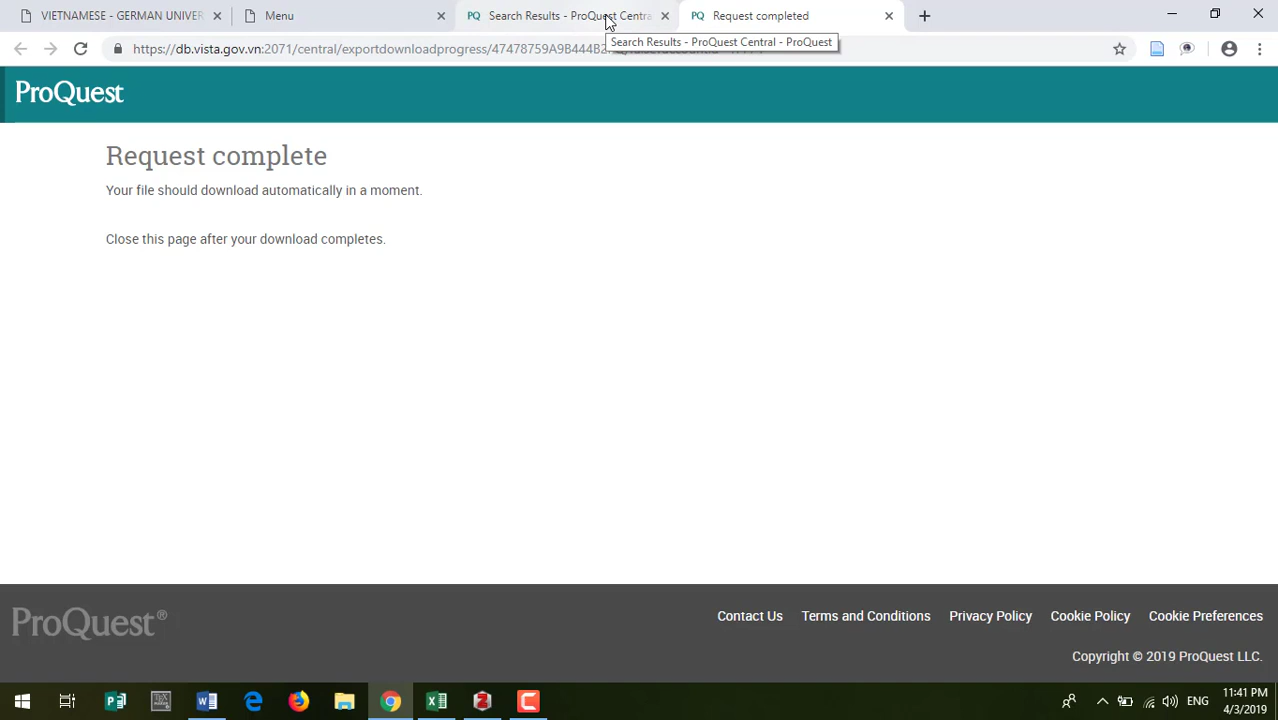 VIETNAMESE - GERMAN UNIVER
Menu
PQ Search Results - ProQuest Centra
PQ Request completed
https://db.vista.gov.vn:2071/central/exportdownloadprogress/47478759A9B444B2
Search Results - ProQuest Central - ProQuest
ProQuest
Request complete
Your file should download automatically in a moment.
Close this page after your download completes.
ProQuest®
Contact Us Terms and Conditions Privacy Policy Cookie Policy Cookie Preferences
Copyright © 2019 ProQuest LLC.
ENG
11:41 PM
4/3/2019